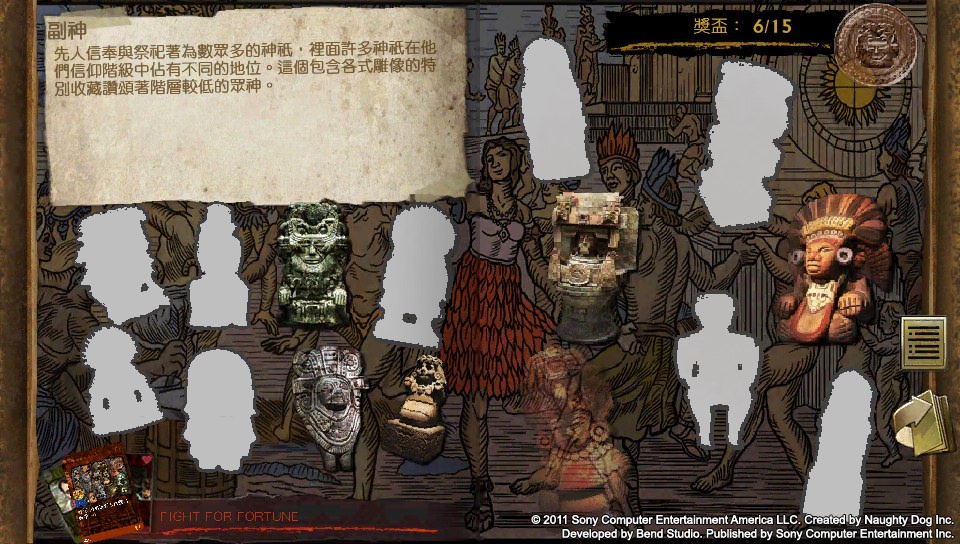 副神
先人信奉與祭祀著為數眾多的神祇，裡面許多神祇在他
們信仰階級中佔有不同的地位。這個包含各式雕像的特
別收藏讚頌著階層較低的眾神。
獎盃： 6/15
FIGHT FOR FORTUNE
© 2011 Sony Computer Entertainment America LLC. Created by Naughty Dog Inc.
Developed by Bend Studio. Published by Sony Computer Entertainment Inc.